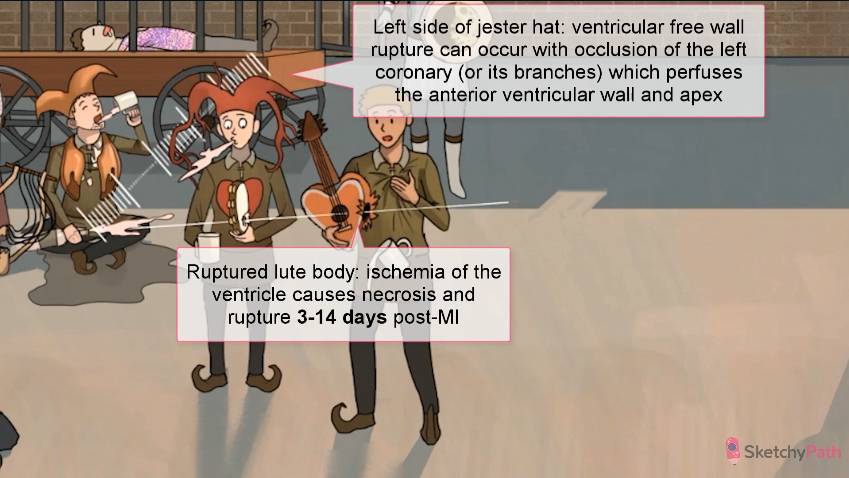 Left side of jester hat: ventricular free wall
rupture can occur with occlusion of the left
coronary (or its branches) which perfuses
the anterior ventricular wall and apex
Ruptured lute body: ischemia of the
ventricle causes necrosis and
rupture 3-14 days post-MI
SketchyPath